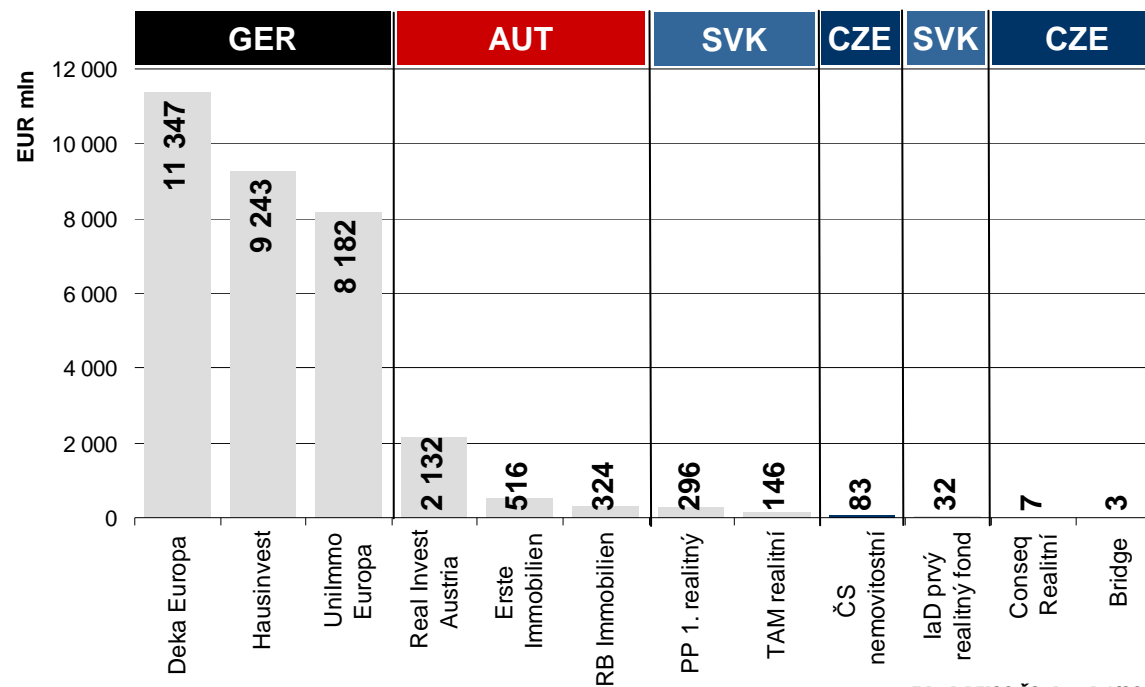 GER AUT SVK CZE SVK CZE
EUR mln
12 000
10 000
8 000
6 000
4 000
2 000
0
11 347
9 243
8 182
2 132
516
324
296
146
83
32
7
3
Deka Europa
Hausinvest
UniImmo
Europa
Real Invest
Austria
Erste
Immobilien
RB Immobilien
PP 1. realitný
TAM realitní
ČS
nemovitostní
IaD prvý
realitný fond
Conseq
Realitní
Bridge